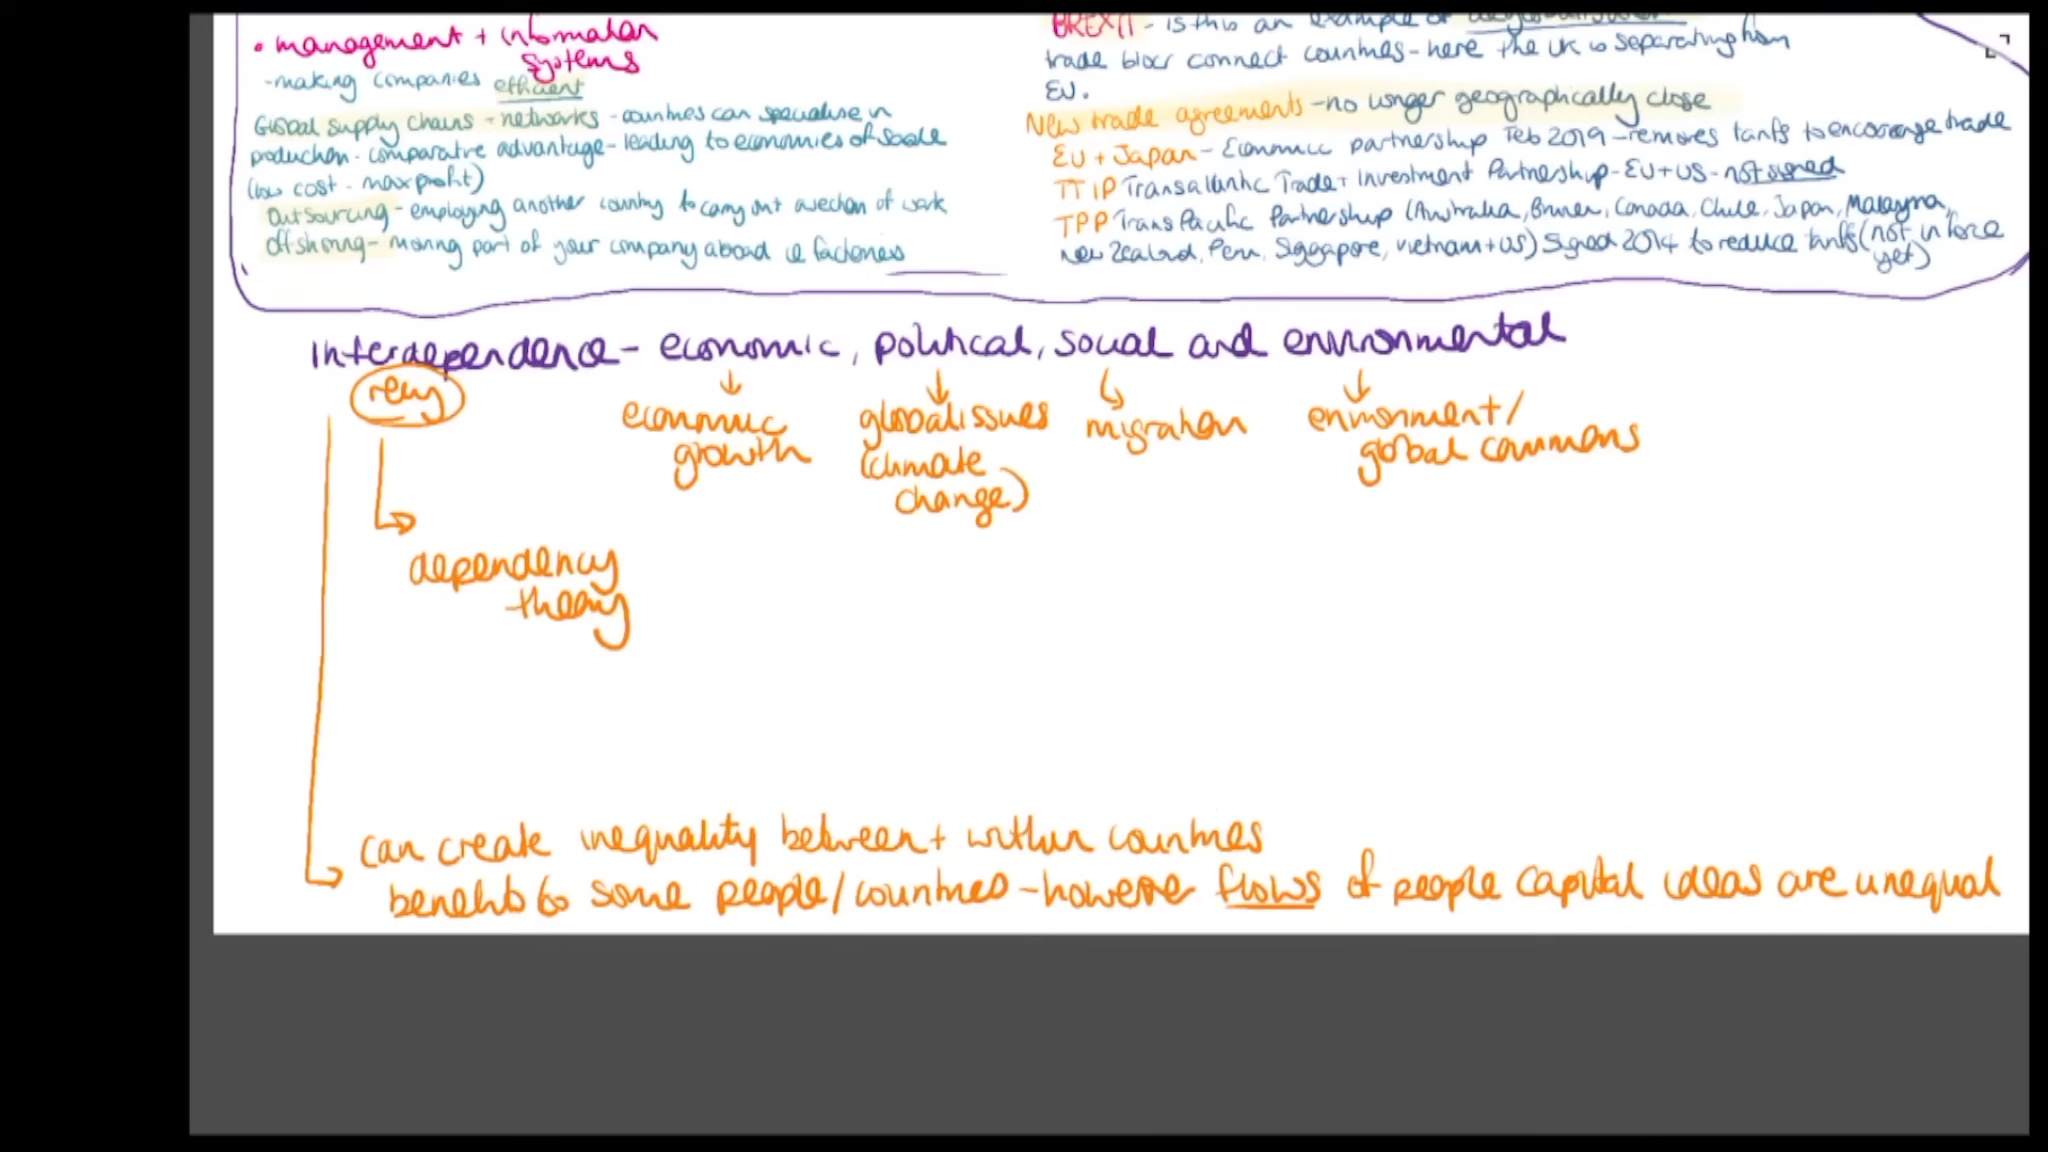 • management + information
systems
-making companies efficient
Global supply chains - networks - countries can specialise in
production - comparative advantage - leading to economies of scale
(low cost - max profit)
Outsourcing - employing another country to carry out a section of work
offshoring - moving part of your company aboad ie factories
BREXIT - is this an example of
trade blocs connect countries - here the UK is separating from
EU.
New trade agreements - no longer geographically close
EU + Japan - Economic partnership Feb 2019 - removes tariffs to encourage trade
TTIP Transatlantic Trade + Investment Partnership - EU + US - not signed
TPP Trans Pacific Partnership (Australia, Brunei, Canada, Chile, Japan, Malaysia,
New Zealand, Peru, Singapore, Vietnam + US) Signed 2014 to reduce tariffs (not in force
yet)
Interdependence - economic, political, social and environmental
rely
economic
growth
global issues
(climate
change)
migration
environment/
global commons
dependency
theory
can create inequality between + within countries
benefits to some people/countries - however flows of people capital ideas are unequal